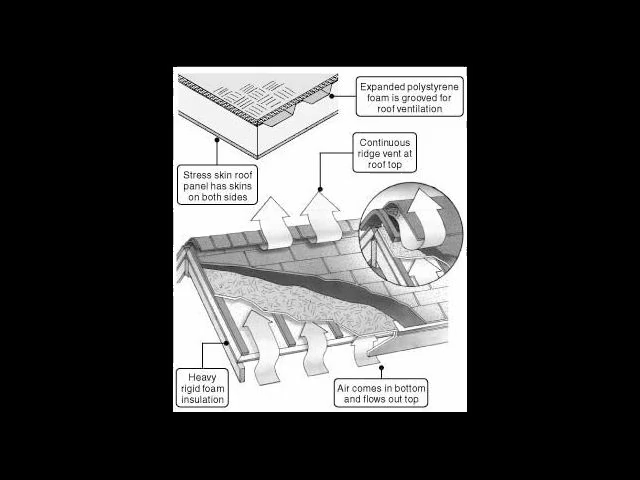 Expanded polystyrene
foam is grooved for
roof ventilation
Continuous
ridge vent at
roof top
Stress skin roof
panel has skins
on both sides
Heavy
rigid foam
insulation
Air comes in bottom
and flows out top